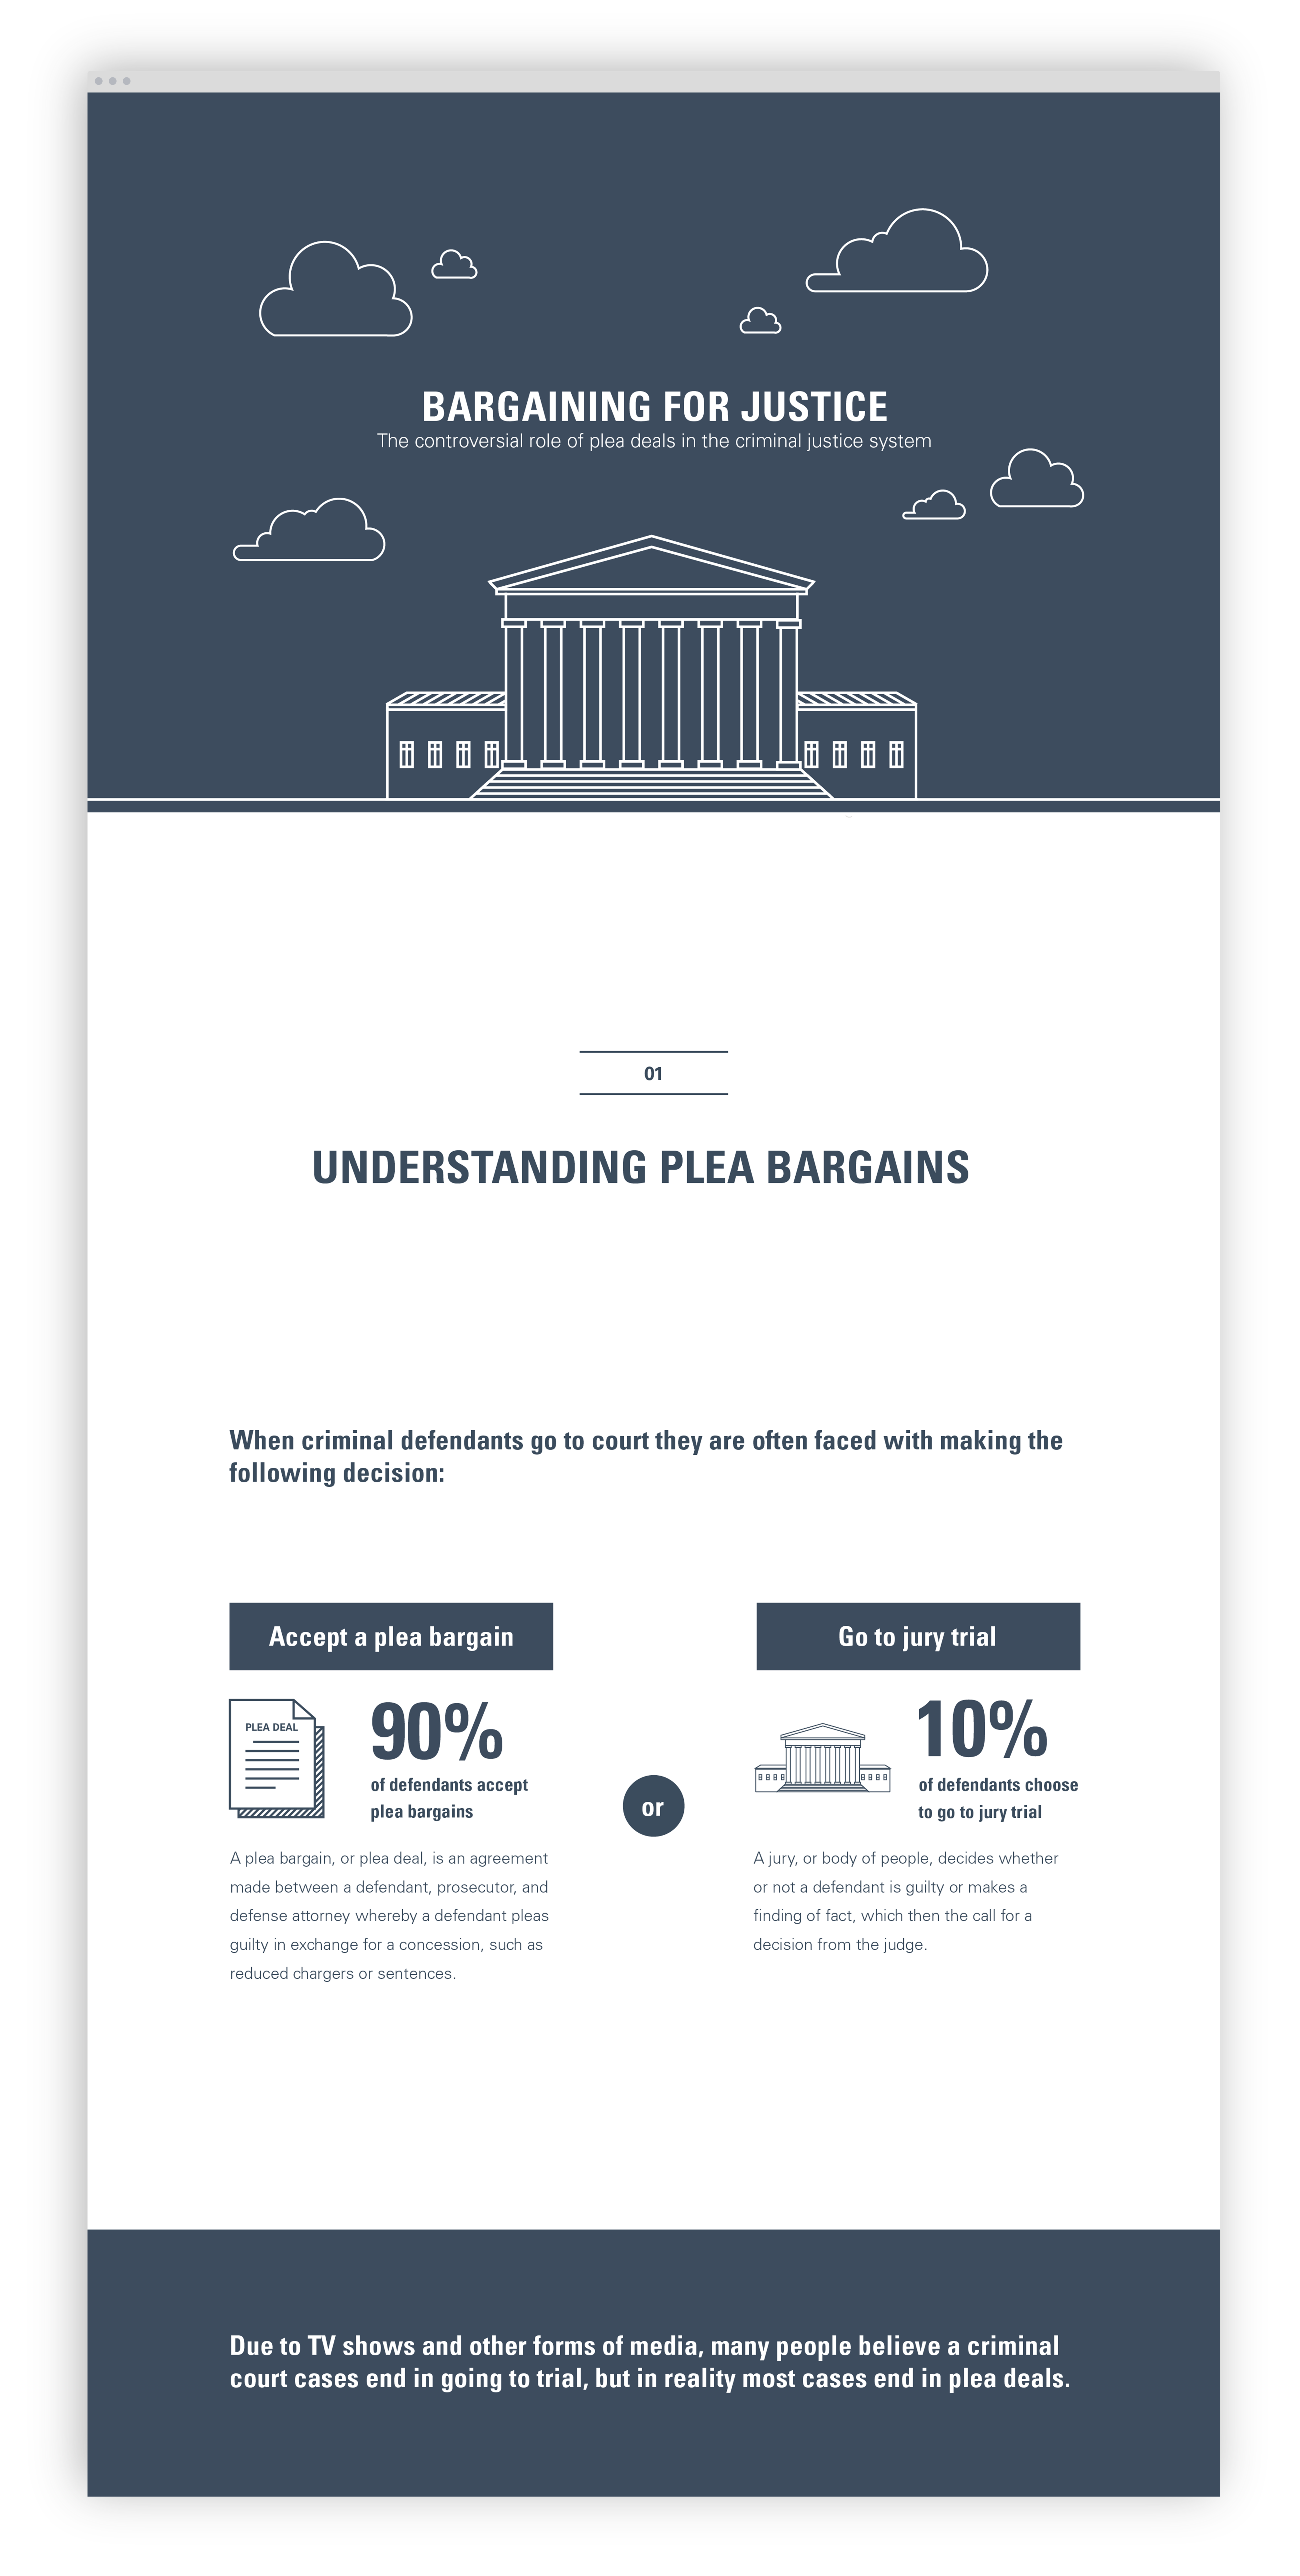 BARGAINING FOR JUSTICE
The controversial role of plea deals in the criminal justice system
01
UNDERSTANDING PLEA BARGAINS
When criminal defendants go to court they are often faced with making the
following decision:
Accept a plea bargain
PLEA DEAL
90%
of defendants accept
plea bargains
A plea bargain, or plea deal, is an agreement
made between a defendant, prosecutor, and
defense attorney whereby a defendant pleas
guilty in exchange for a concession, such as
reduced chargers or sentences.
or
Go to jury trial
10%
of defendants choose
to go to jury trial
A jury, or body of people, decides whether
or not a defendant is guilty or makes a
finding of fact, which then the call for a
decision from the judge.
Due to TV shows and other forms of media, many people believe a criminal
court cases end in going to trial, but in reality most cases end in plea deals.